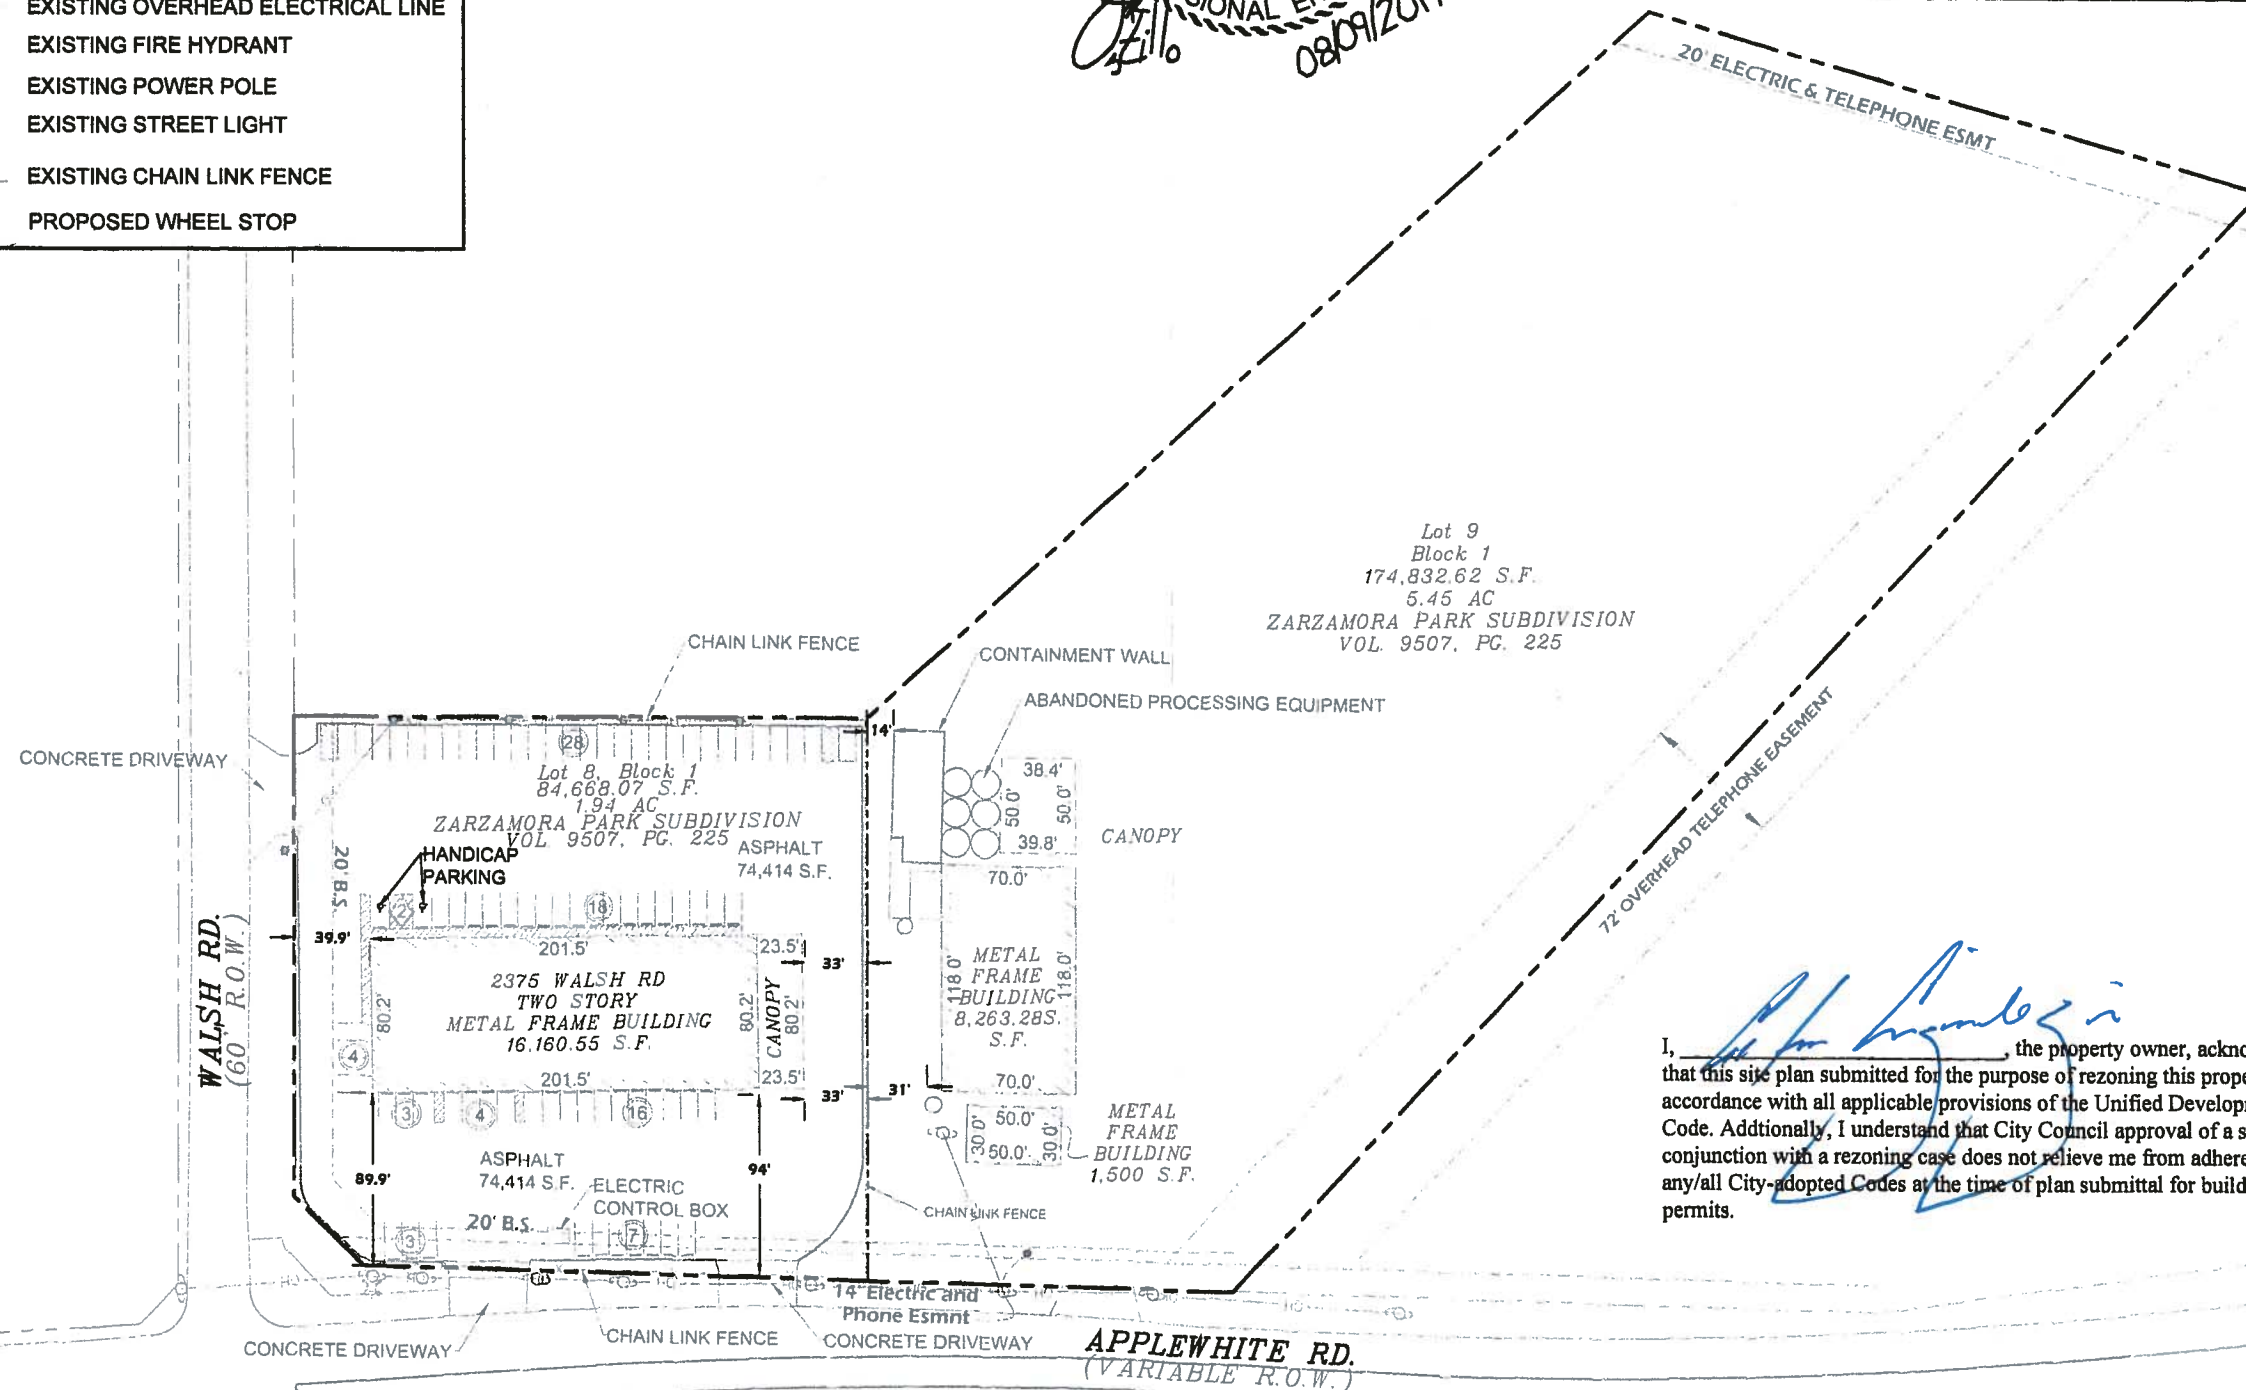 EXISTING OVERHEAD ELECTRICAL LINE
EXISTING FIRE HYDRANT
EXISTING POWER POLE
EXISTING STREET LIGHT
EXISTING CHAIN LINK FENCE
PROPOSED WHEEL STOP
08/09/201
20' ELECTRIC & TELEPHONE ESMT
Lot 9
Block 1
174,832.62 S.F.
5.45 AC
ZARZAMORA PARK SUBDIVISION
VOL. 9507, PG. 225
72' OVERHEAD TELEPHONE EASEMENT
CHAIN LINK FENCE
CONTAINMENT WALL
ABANDONED PROCESSING EQUIPMENT
CONCRETE DRIVEWAY
28
14'
Lot 8, Block 1
84,668.07 S.F.
1.94 AC
ZARZAMORA PARK SUBDIVISION
VOL 9507, PG. 225
ASPHALT
74,414 S.F.
HANDICAP
PARKING
20' B.S.
38.4'
50.0'
50.0'
39.8'
CANOPY
70.0'
2
18
WALSH RD.
(60' R.O.W.)
39.9'
201.5'
23.5'
33'
2375 WALSH RD
TWO STORY
METAL FRAME BUILDING
16,160.55 S.F.
80.2'
80.2'
CANOPY
80.2'
118.0'
METAL
FRAME
BUILDING
8,263.28S.
S.F.
118.0'
4
201.5'
23.5'
33'
31'
70.0'
3
4
16
50.0'
30.0'
30.0'
50.0'
METAL
FRAME
BUILDING
1,500 S.F.
89.9'
94'
ASPHALT
74,414 S.F.
ELECTRIC
CONTROL BOX
20' B.S.
3
7
CHAIN LINK FENCE
14' Electric and
Phone Esmnt
CONCRETE DRIVEWAY
CHAIN LINK FENCE
CONCRETE DRIVEWAY
APPLEWHITE RD.
(VARIABLE R.O.W.)
I, , the property owner, ackno
that this site plan submitted for the purpose of rezoning this prope
accordance with all applicable provisions of the Unified Develop
Code. Addtionally, I understand that City Council approval of a s
conjunction with a rezoning case does not relieve me from adhere
any/all City-adopted Codes at the time of plan submittal for build
permits.